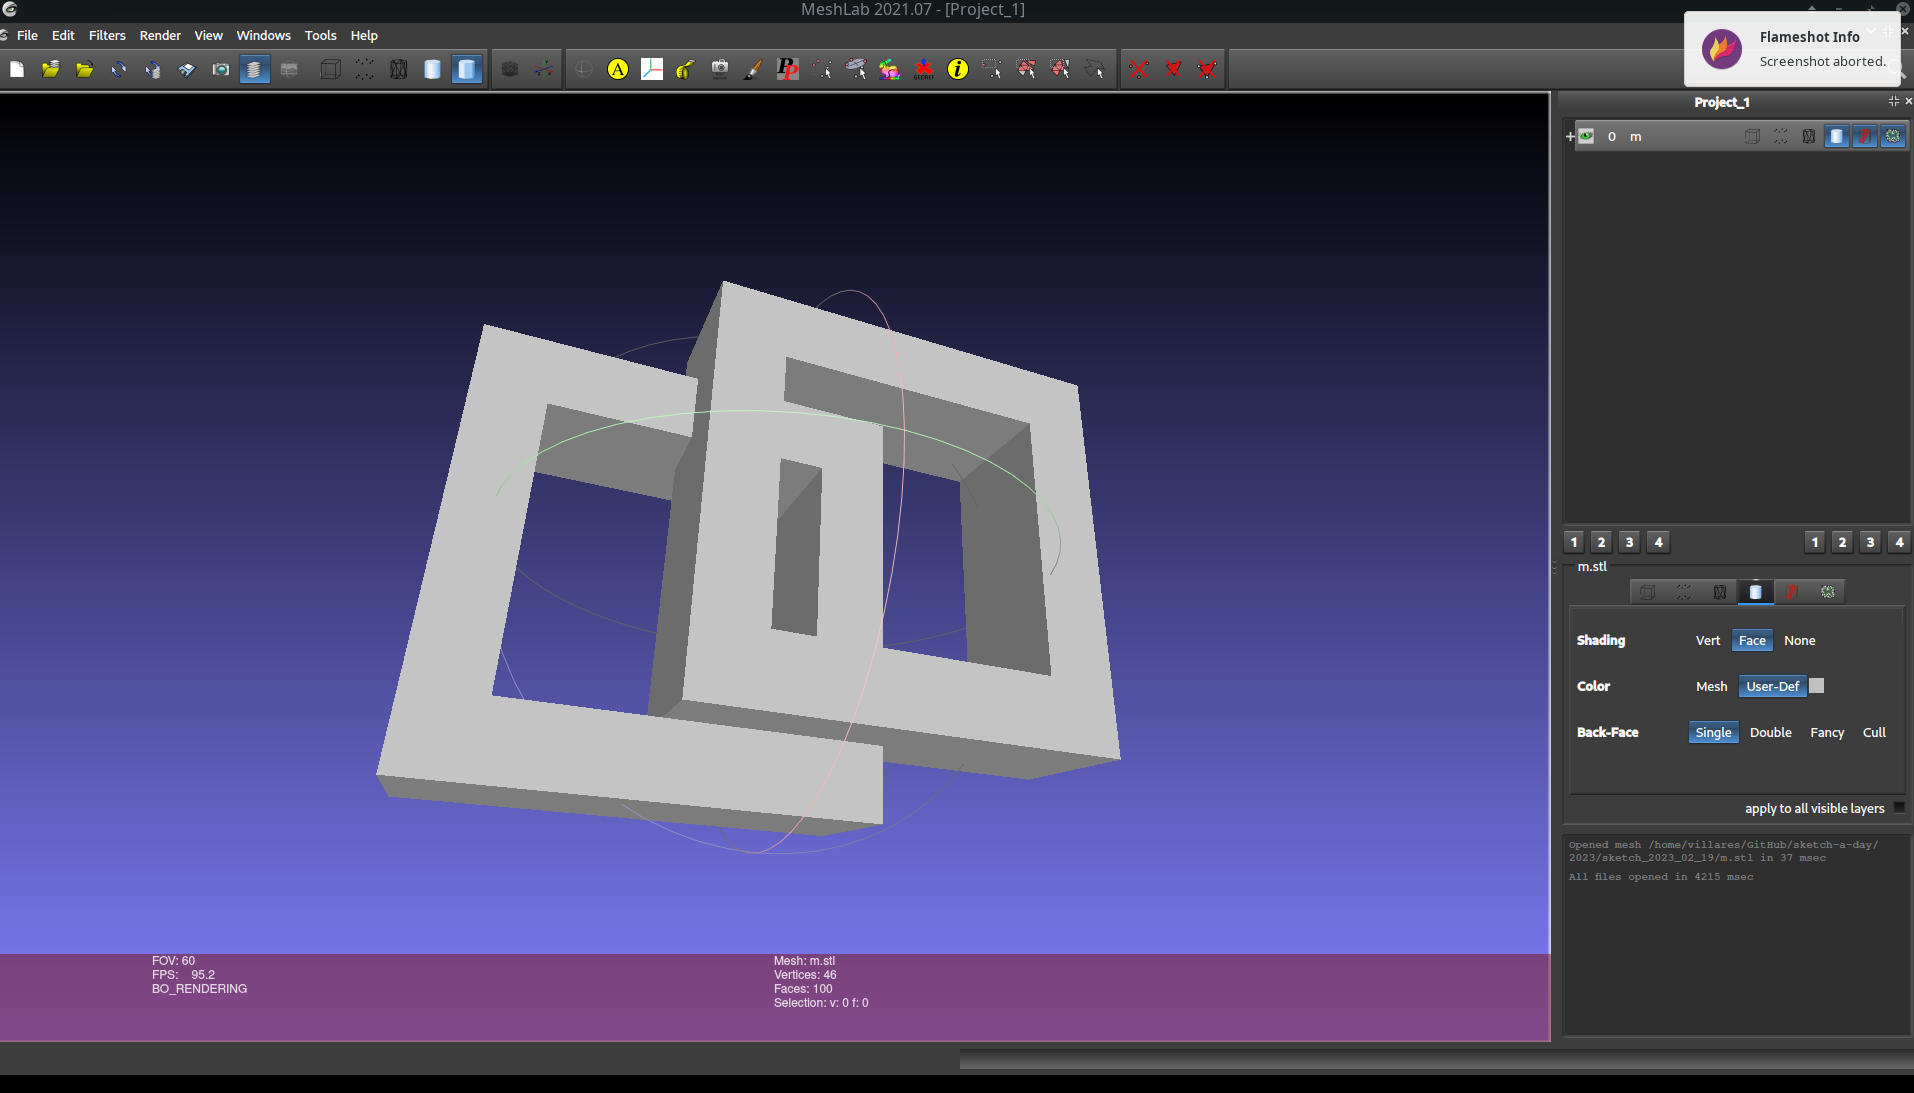 MeshLab 2021.07 - [Project_1]
File Edit Filters Render View Windows Tools Help
Flameshot Info
Screenshot aborted.
A
PP
GEOREF
i
Project_1
0 m
1 2 3 4 1 2 3 4
m.stl
Shading Vert Face None
Color Mesh User-Def
Back-Face Single Double Fancy Cull
apply to all visible layers
Opened mesh /home/villares/GitHub/sketch-a-day/
2023/sketch_2023_02_19/m.stl in 37 msec
All files opened in 4215 msec
FOV: 60
FPS: 95.2
BO_RENDERING
Mesh: m.stl
Vertices: 46
Faces: 100
Selection: v: 0 f: 0